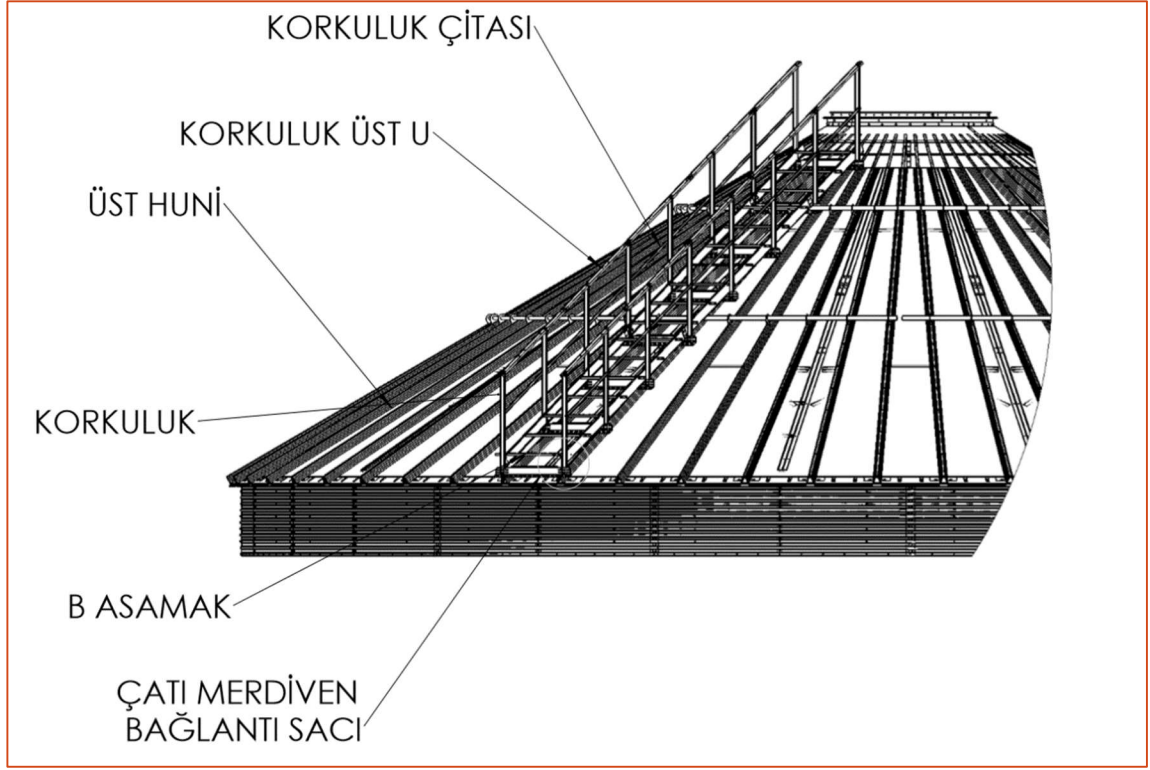 KORKULUK ÇİTASI
KORKULUK ÜST U
ÜST HUNİ
KORKULUK
B ASAMAK
ÇATI MERDİVEN
BAĞLANTI SACI